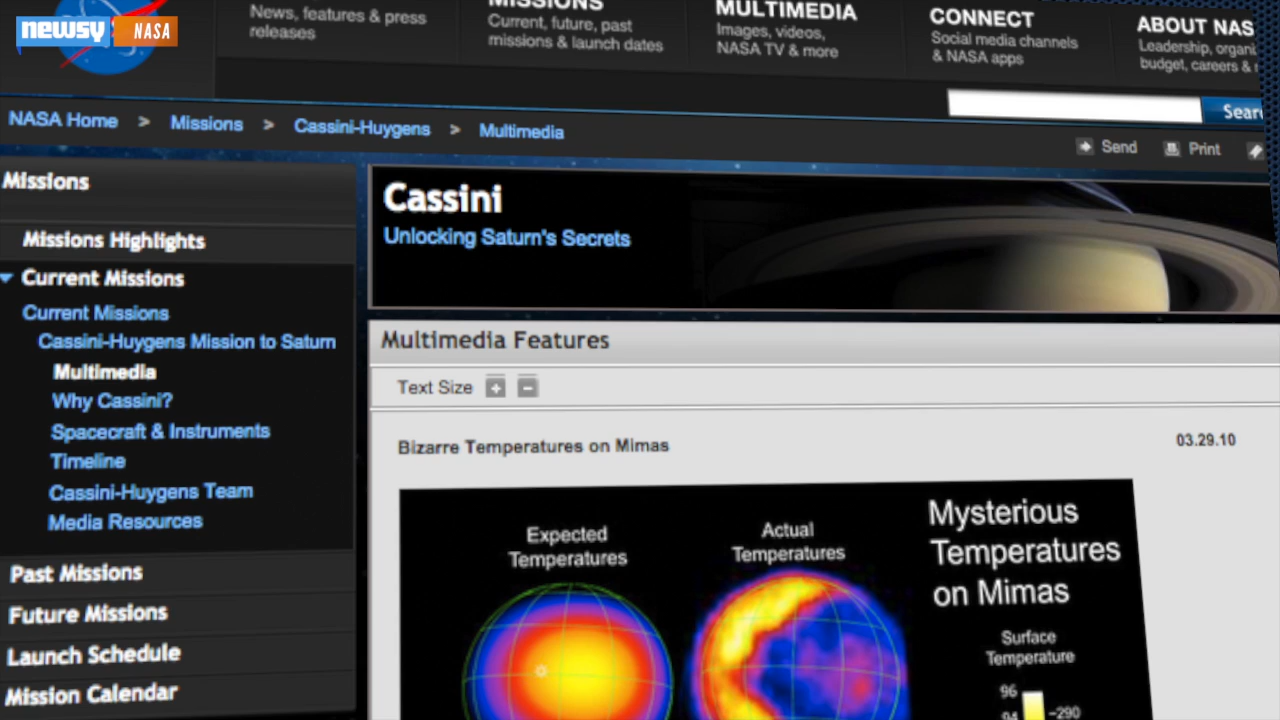 newsy NASA
News, features & press
releases
MISSIONS
Current, future, past
missions & launch dates
MULTIMEDIA
Images, videos,
NASA TV & more
CONNECT
Social media channels
& NASA apps
ABOUT NAS
Leadership, organi
budget, careers &
NASA Home > Missions > Cassini-Huygens > Multimedia
Sear
Send Print
Missions
Missions Highlights
Current Missions
Current Missions
Cassini-Huygens Mission to Saturn
Multimedia
Why Cassini?
Spacecraft & Instruments
Timeline
Cassini-Huygens Team
Media Resources
Past Missions
Future Missions
Launch Schedule
Mission Calendar
Cassini
Unlocking Saturn's Secrets
Multimedia Features
Text Size + -
Bizarre Temperatures on Mimas
03.29.10
Expected
Temperatures
Actual
Temperatures
Mysterious
Temperatures
on Mimas
Surface
Temperature
96
94 -290